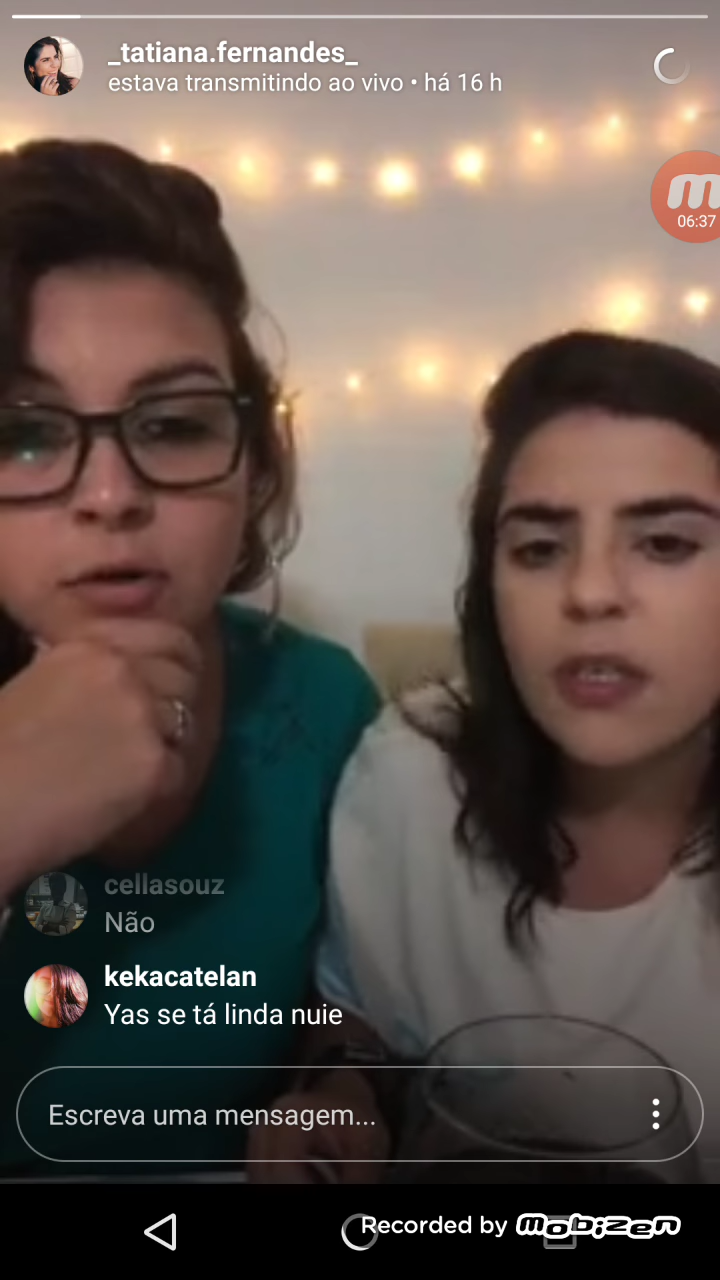 _tatiana.fernandes_
estava transmitindo ao vivo • há 16 h
m
06:37
cellasouz
Não
kekacatelan
Yas se tá linda nuie
Escreva uma mensagem...
Recorded by mobizen